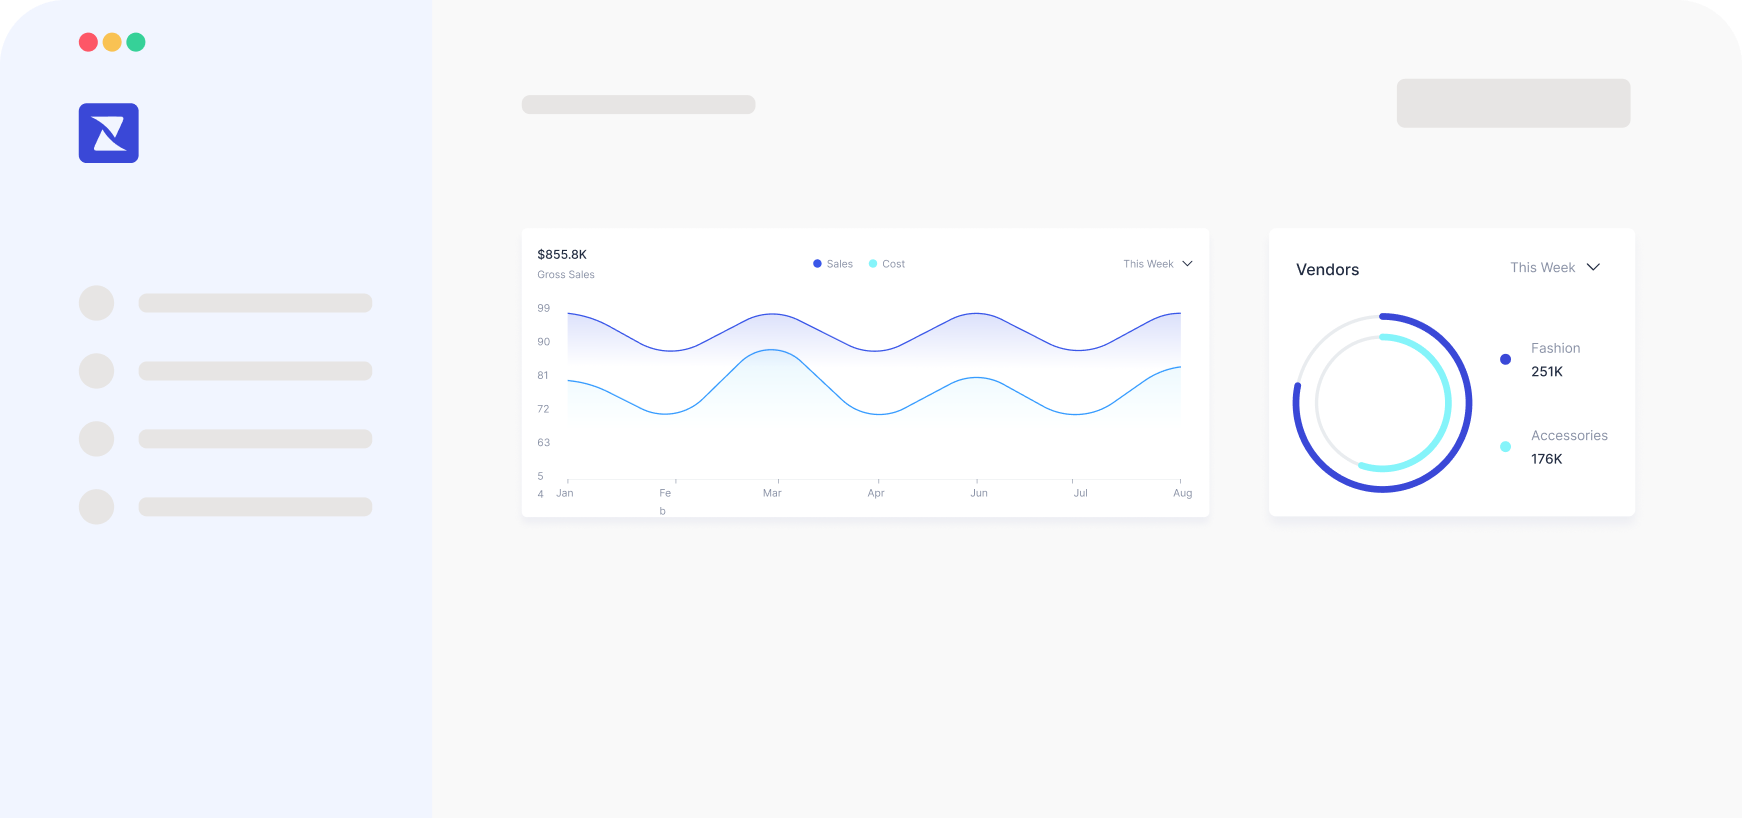 $855.8K
Gross Sales
Sales
Cost
This Week
99
90
81
72
63
5
4
Jan
Fe
b
Mar
Apr
Jun
Jul
Aug
Vendors
This Week
Fashion
251K
Accessories
176K